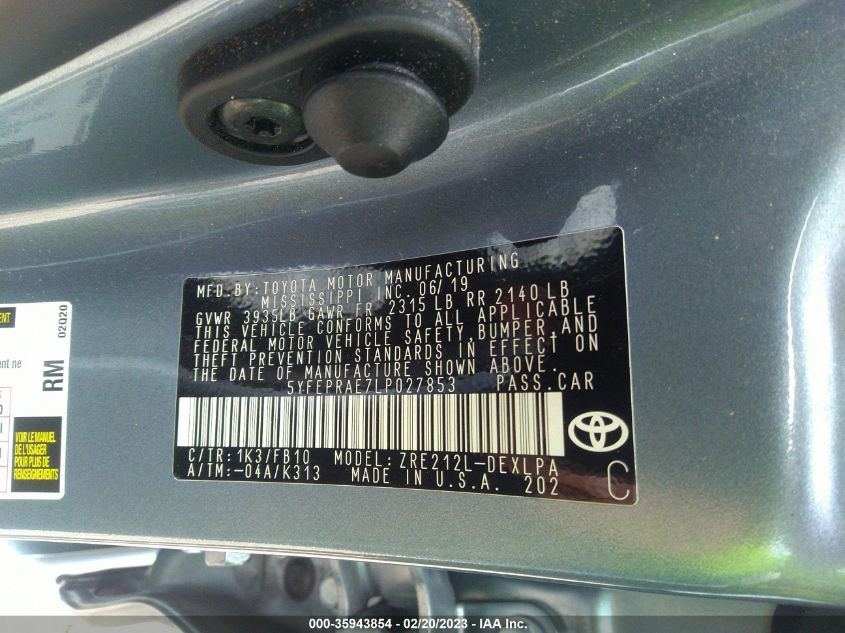 MFD. BY: TOYOTA MOTOR MANUFACTURING
MISSISSIPPI INC. 06/19
GVWR 3935LB GAWR FR 2315 LB RR 2140 LB
THIS VEHICLE CONFORMS TO ALL APPLICABLE
FEDERAL MOTOR VEHICLE SAFETY, BUMPER, AND
THEFT PREVENTION STANDARDS IN EFFECT ON
THE DATE OF MANUFACTURE SHOWN ABOVE.
5YFEPRAE7LP027853 PASS.CAR
C/TR: 1K3/FB10 MODEL: ZRE212L-DEXLPA
A/TM: -04A/K313 MADE IN U.S.A. 202
C
02Q20
RM
VOIR LE MANUEL
DE L'USAGER
POUR PLUS DE
RENSEIGNEMENTS
000-35943854 - 02/20/2023 - IAA Inc.